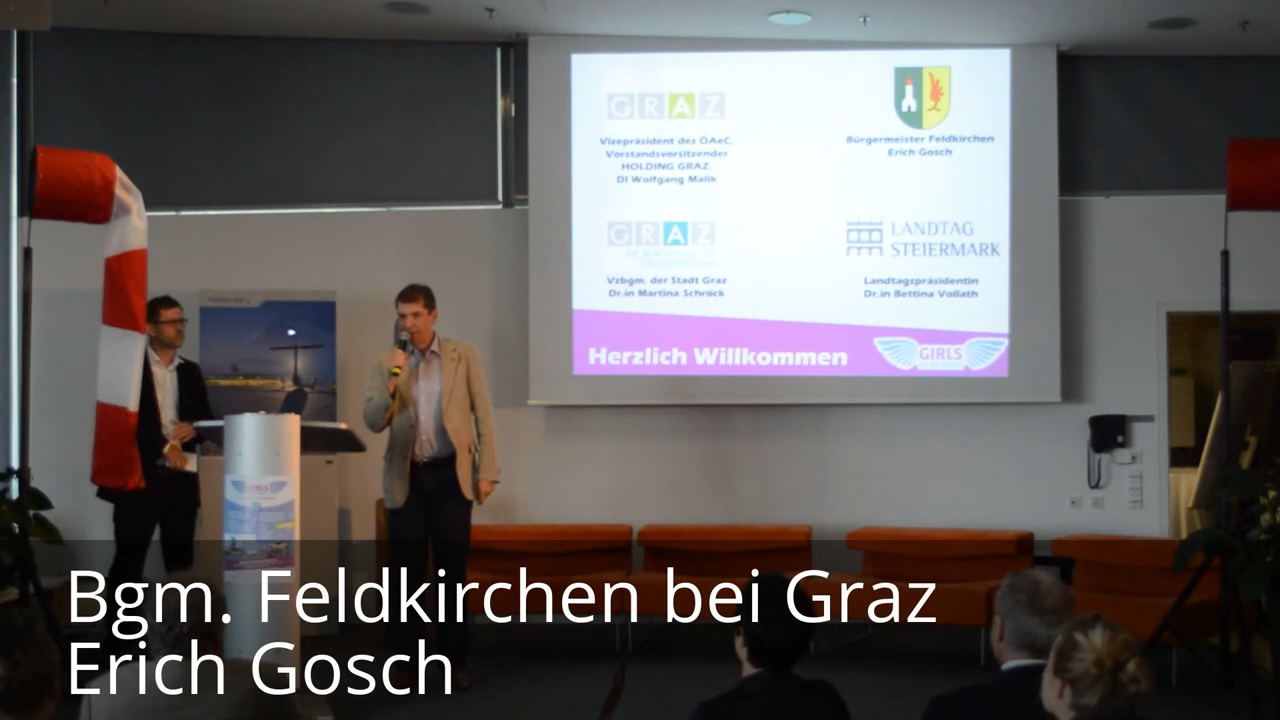 GRAZ
Vizepräsident des ÖAeC,
Vorstandsvorsitzender
HOLDING GRAZ
DI Wolfgang Malik
Bürgermeister Feldkirchen
Erich Gosch
GRAZ
Vzbgm. der Stadt Graz
Dr.in Martina Schröck
LANDTAG
STEIERMARK
Landtagspräsidentin
Dr.in Bettina Vollath
Herzlich Willkommen
GIRLS
GIRLS
Bgm. Feldkirchen bei Graz
Erich Gosch